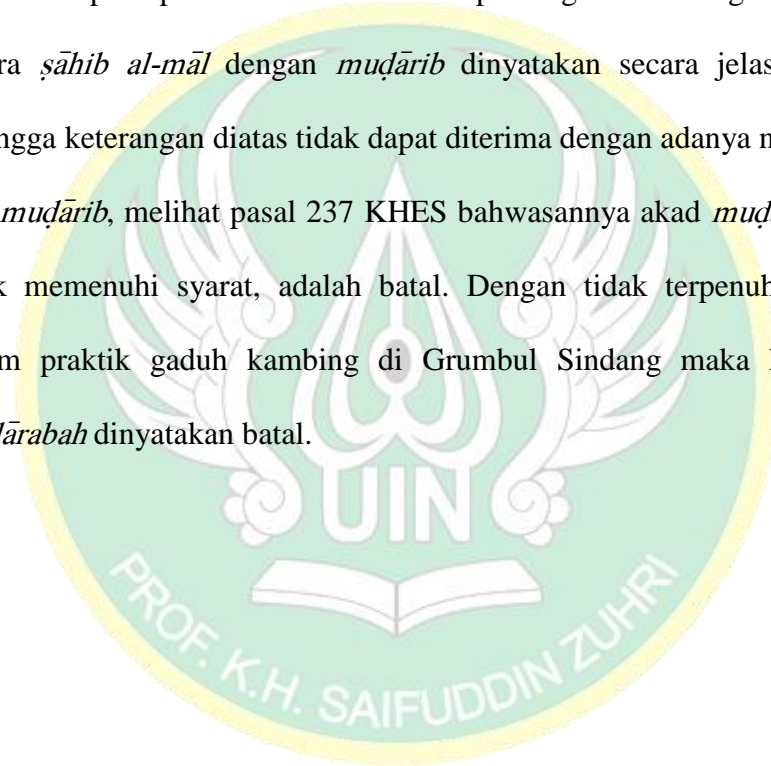 ra ṣāhib al-māl dengan muḍārib dinyatakan secara jelas
ngga keterangan diatas tidak dapat diterima dengan adanya
muḍārib, melihat pasal 237 KHES bahwasannya akad
k memenuhi syarat, adalah batal. Dengan tidak
m praktik gaduh kambing di Grumbul Sindang maka
ḍārabah dinyatakan batal.
UIN
PROF. K.H. SAIFUDDIN ZUHRI